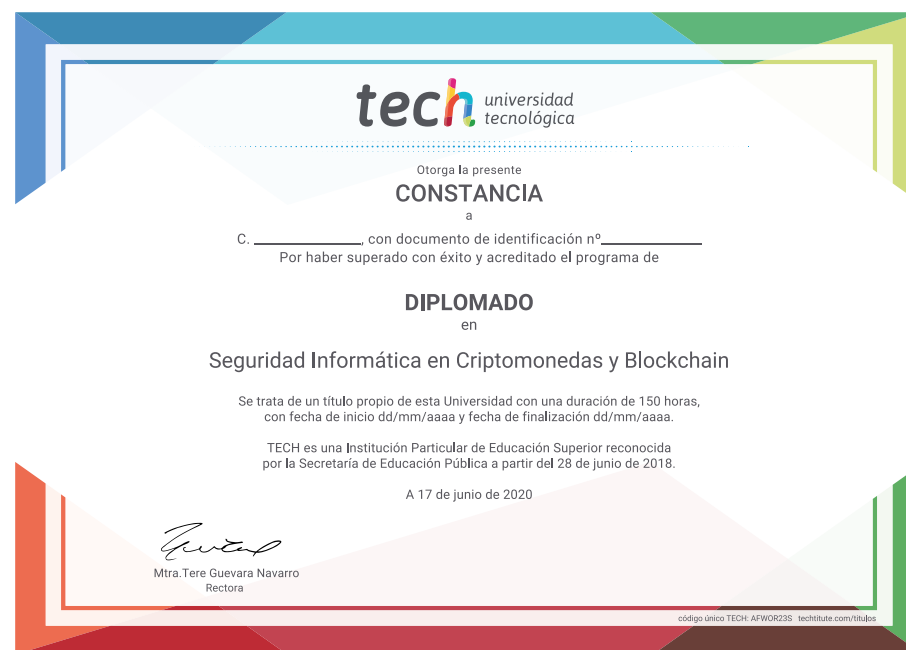 tech universidad
tecnológica
Otorga la presente
CONSTANCIA
a
C. ______________, con documento de identificación nº_____________
Por haber superado con éxito y acreditado el programa de
DIPLOMADO
en
Seguridad Informática en Criptomonedas y Blockchain
Se trata de un título propio de esta Universidad con una duración de 150 horas,
con fecha de inicio dd/mm/aaaa y fecha de finalización dd/mm/aaaa.
TECH es una Institución Particular de Educación Superior reconocida
por la Secretaría de Educación Pública a partir del 28 de junio de 2018.
A 17 de junio de 2020
Mtra.Tere Guevara Navarro
Rectora
código único TECH: AFWOR23S techtitute.com/titulos